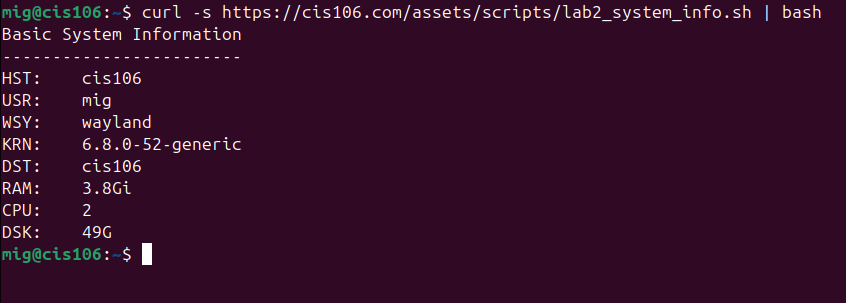 mig@cis106:~$ curl -s https://cis106.com/assets/scripts/lab2_system_info.sh | bash
Basic System Information
------------------------
HST:    cis106
USR:    mig
WSY:    wayland
KRN:    6.8.0-52-generic
DST:    cis106
RAM:    3.8Gi
CPU:    2
DSK:    49G
mig@cis106:~$